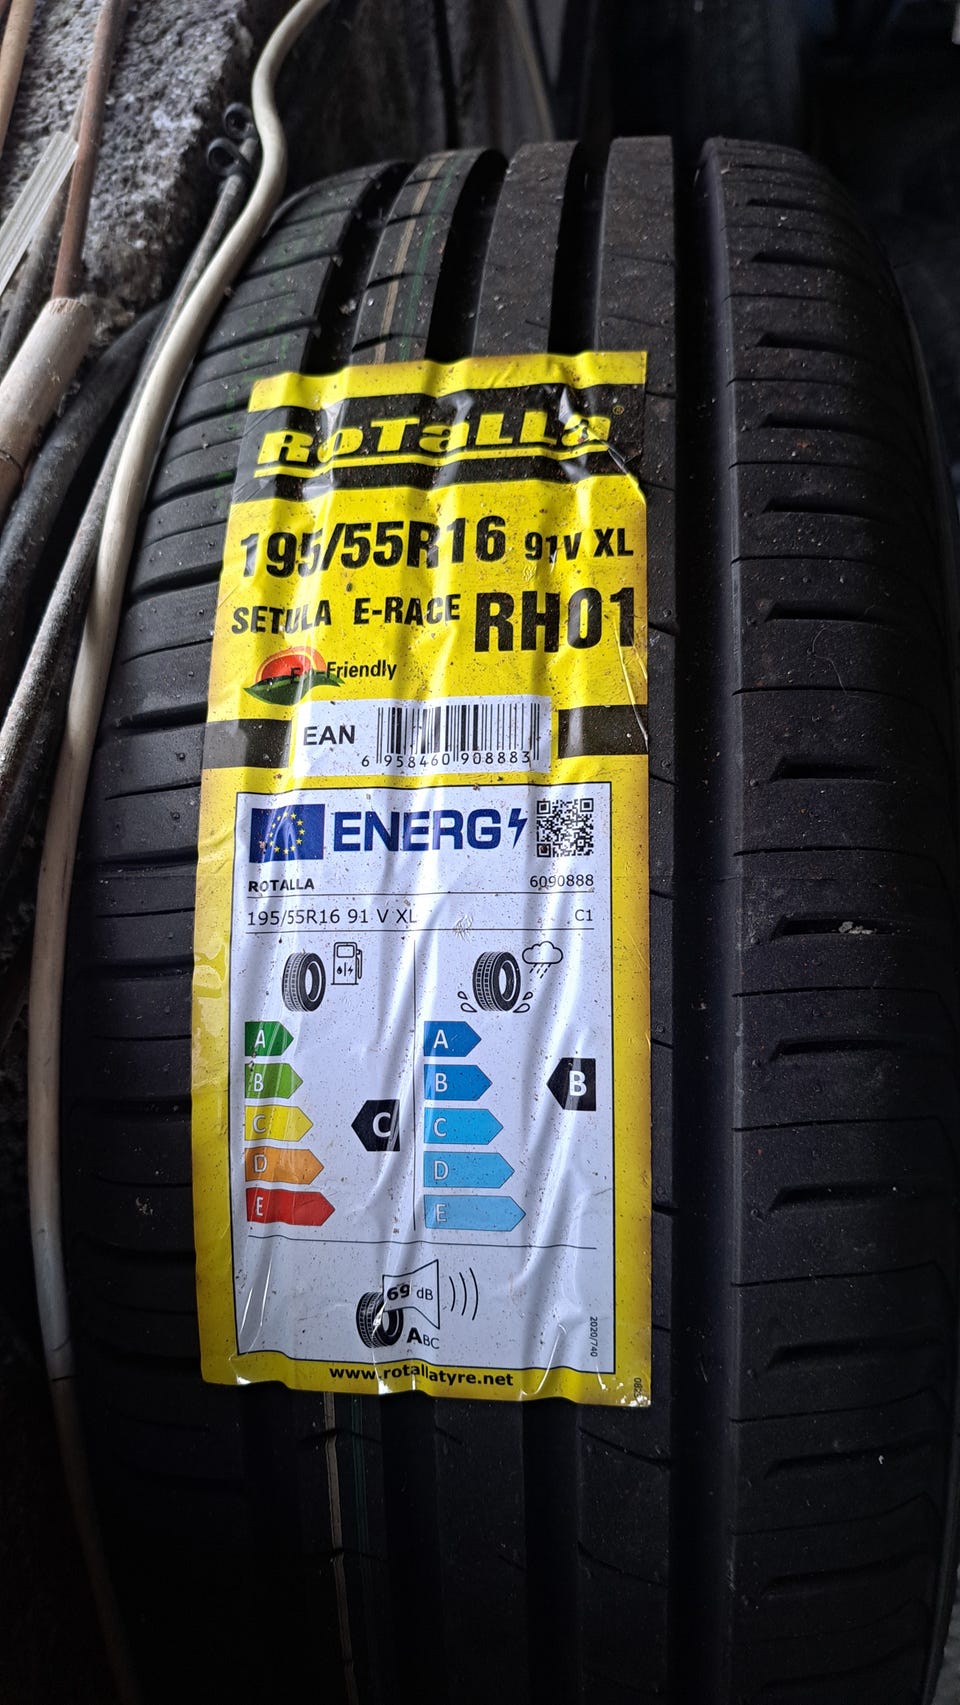 RoTaLLa®
195/55R16 91V XL
SETULA E-RACE RH01
Eco-Friendly
EAN
6 958460 908883
ENERG
ROTALLA 6090888
195/55R16 91 V XL C1
A A
B B B
C C C
D D
E E
69 dB
ABC
2020/740
www.rotallatyre.net